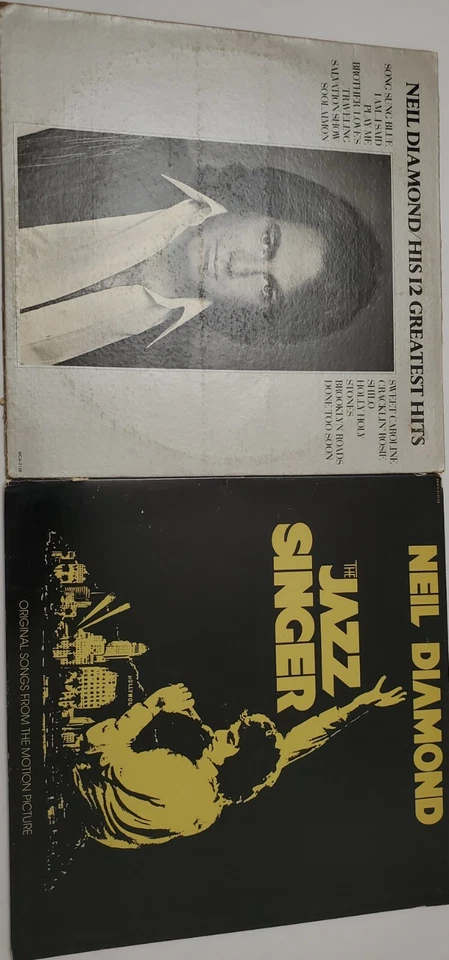 NEIL DIAMOND/HIS 12 GREATEST HITS
SONG SUNG BLUE
I AM...I SAID
PLAY ME
BROTHER LOVE'S
TRAVELING
SALVATION SHOW
SOOLAIMON
SWEET CAROLINE
CRACKLIN' ROSIE
SHILO
HOLLY HOLY
STONES
BROOKLYN ROADS
DONE TOO SOON
NEIL DIAMOND
THE JAZZ
SINGER
HOLLYWO
ORIGINAL SONGS FROM THE MOTION PICTURE